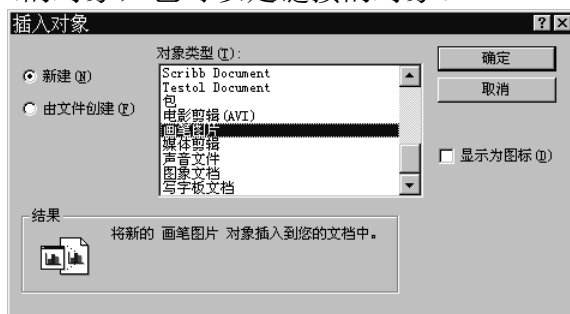 插入对象
对象类型(T):
新建(N)
由文件创建(F)
Scribb Document
Testol Document
包
电影剪辑(AVI)
画笔图片
媒体剪辑
声音文件
图象文档
写字板文档
确定
取消
显示为图标(D)
结果
将新的 画笔图片 对象插入到您的文档中。